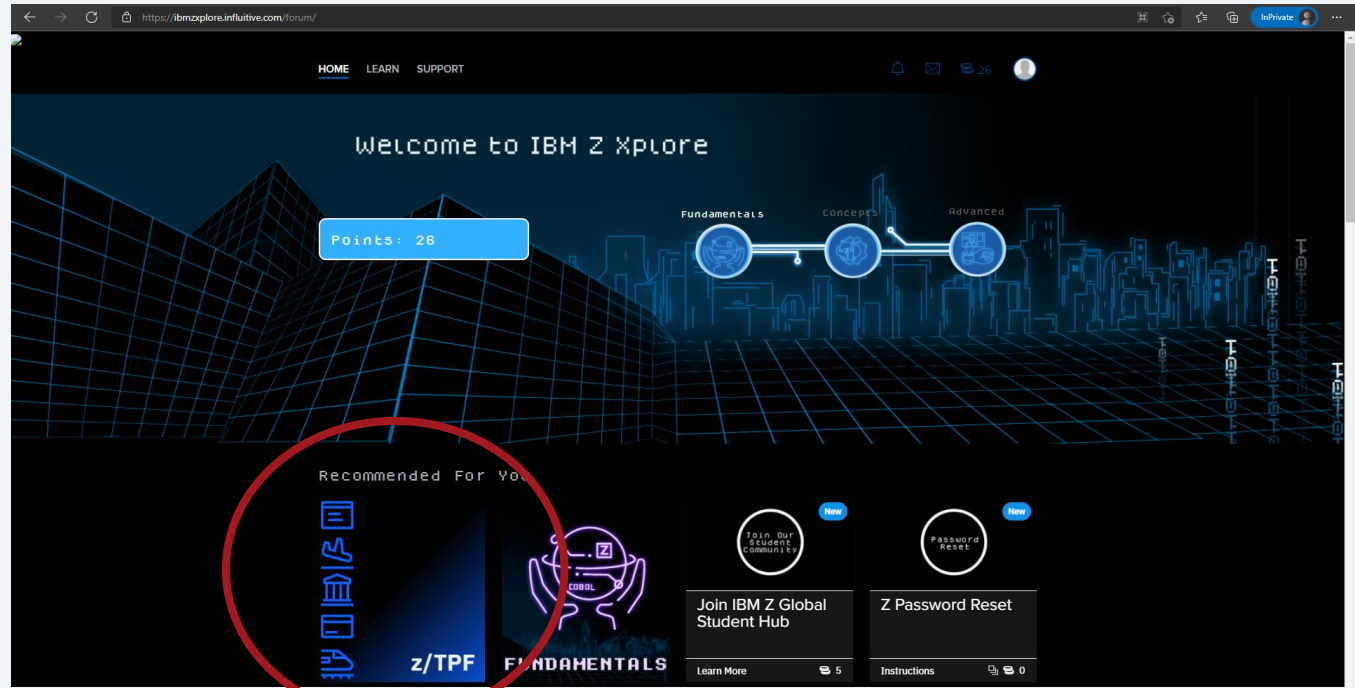 https://ibmzxplore.influitive.com/forum/
InPrivate
HOME LEARN SUPPORT
26
Welcome to IBM Z Xplore
Points: 26
Fundamentals
Concepts
Advanced
Recommended For You
z/TPF
Z
COBOL
FUNDAMENTALS
New
Join Our
Student
Community
Join IBM Z Global
Student Hub
Learn More 5
New
Password
Reset
Z Password Reset
Instructions 0